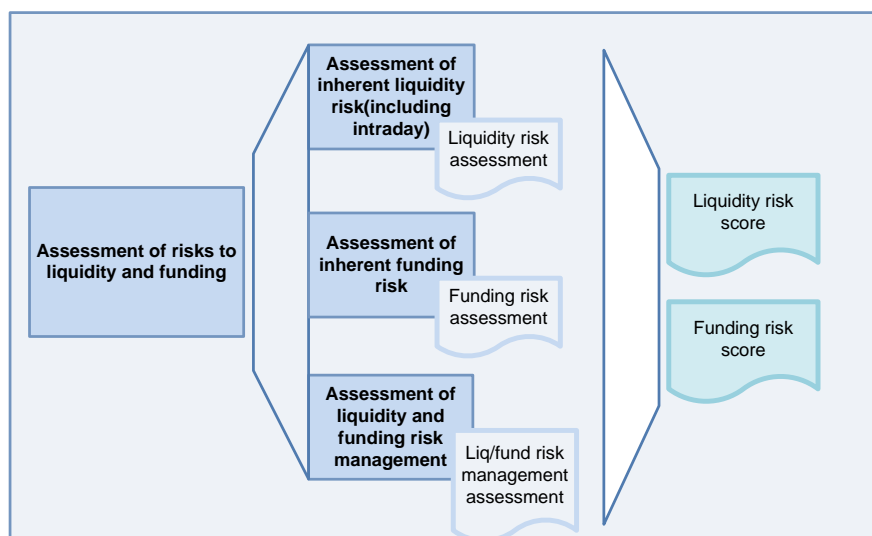 Assessment of risks to
liquidity and funding
Assessment of
inherent liquidity
risk(including
intraday)
Liquidity risk
assessment
Assessment of
inherent funding
risk
Funding risk
assessment
Assessment of
liquidity and
funding risk
management
Liq/fund risk
management
assessment
Liquidity risk
score
Funding risk
score